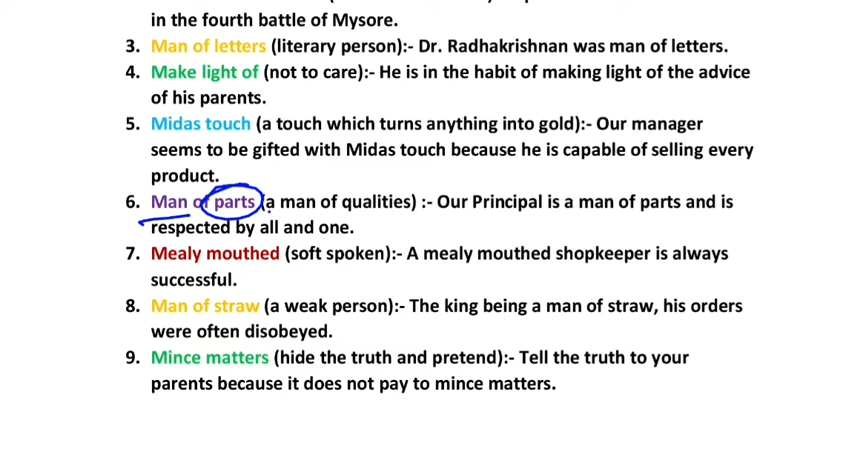 in the fourth battle of Mysore.
3. Man of letters (literary person):- Dr. Radhakrishnan was man of letters.
4. Make light of (not to care):- He is in the habit of making light of the advice
of his parents.
5. Midas touch (a touch which turns anything into gold):- Our manager
seems to be gifted with Midas touch because he is capable of selling every
product.
6. Man of parts (a man of qualities) :- Our Principal is a man of parts and is
respected by all and one.
7. Mealy mouthed (soft spoken):- A mealy mouthed shopkeeper is always
successful.
8. Man of straw (a weak person):- The king being a man of straw, his orders
were often disobeyed.
9. Mince matters (hide the truth and pretend):- Tell the truth to your
parents because it does not pay to mince matters.